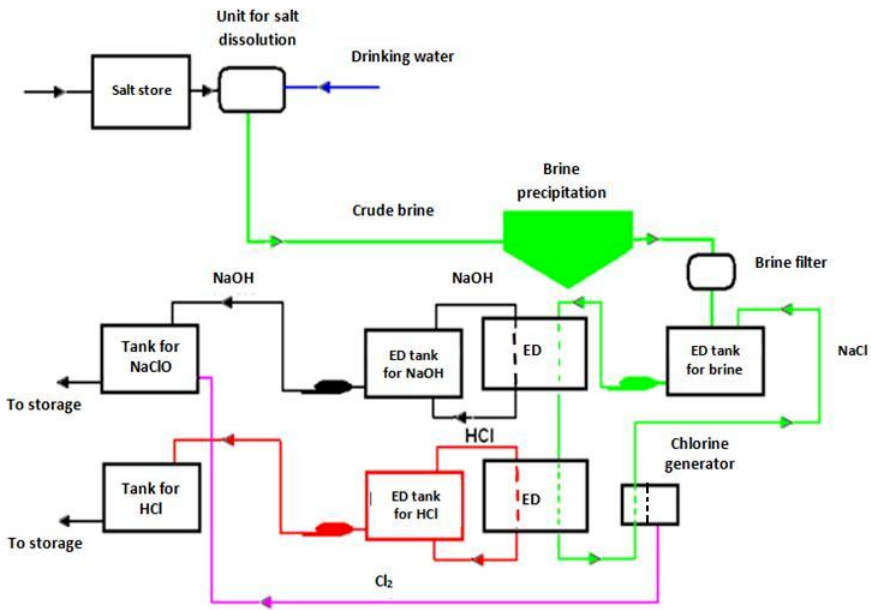 Unit for salt
dissolution
Drinking water
Salt store
Brine
precipitation
Crude brine
Brine filter
NaOH
NaOH
Tank for
NaClO
ED tank
for NaOH
ED
ED tank
for brine
NaCl
To storage
HCl
Chlorine
generator
Tank for
HCl
ED tank
for HCl
ED
To storage
Cl₂